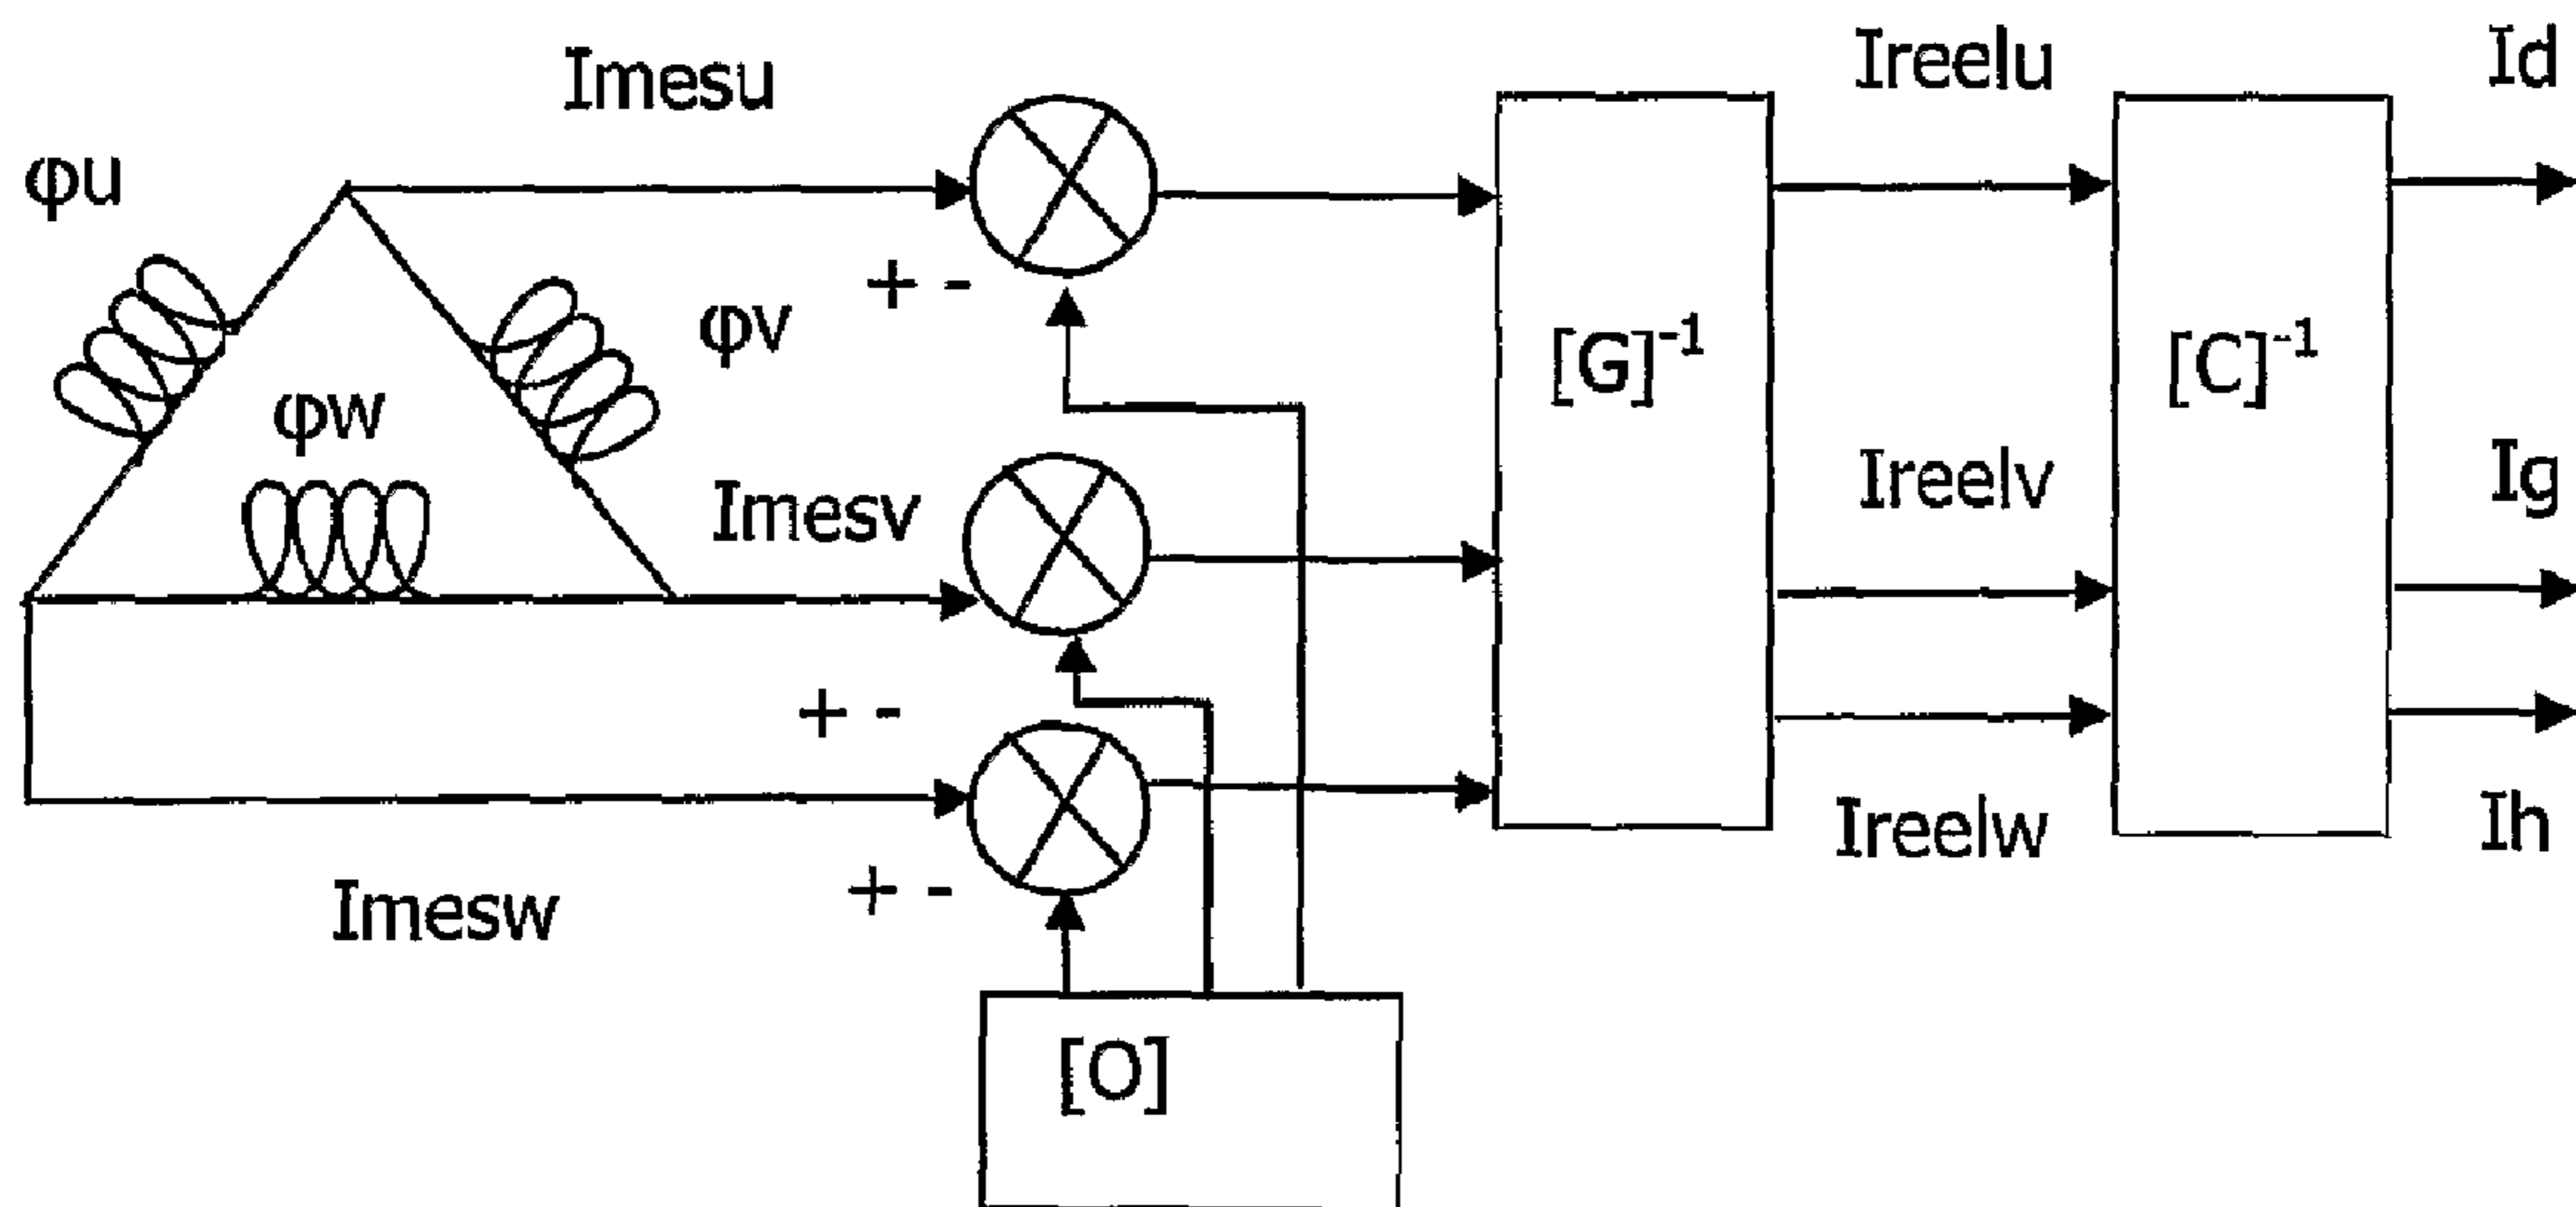 Imesu
Ireelu
Id
φu
φv
[G]⁻¹
[C]⁻¹
+ -
φw
Imesv
Ireelv
Ig
+ -
Ireelw
Ih
Imesw
+ -
[O]